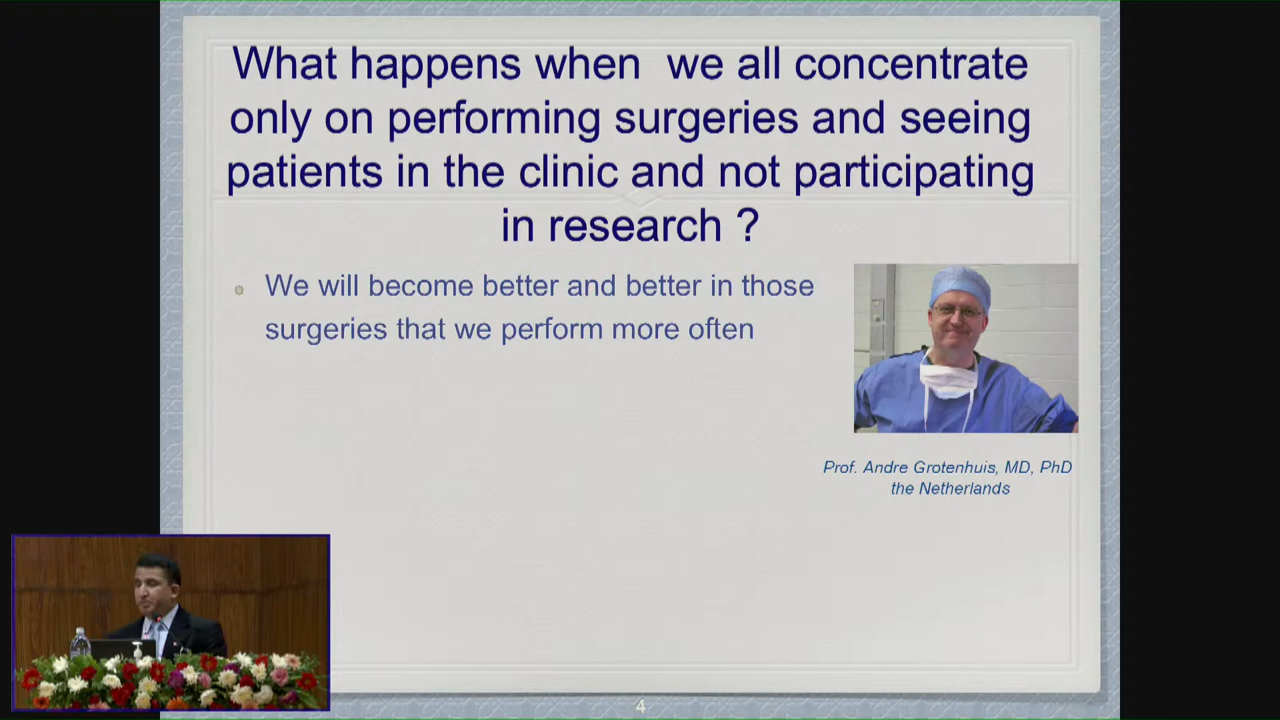 What happens when we all concentrate
only on performing surgeries and seeing
patients in the clinic and not participating
in research ?
We will become better and better in those
surgeries that we perform more often
Prof. Andre Grotenhuis, MD, PhD
the Netherlands
4